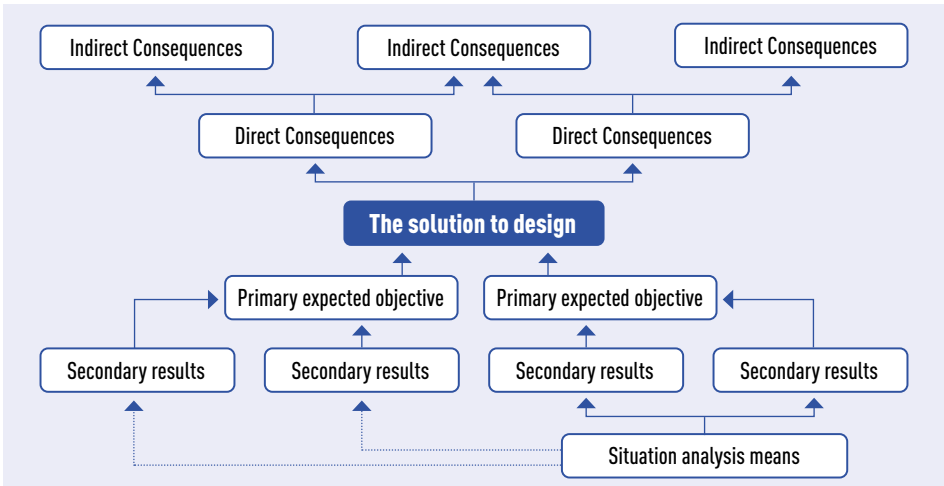 Indirect Consequences
Indirect Consequences
Indirect Consequences
Direct Consequences
Direct Consequences
The solution to design
Primary expected objective
Primary expected objective
Secondary results
Secondary results
Secondary results
Secondary results
Situation analysis means